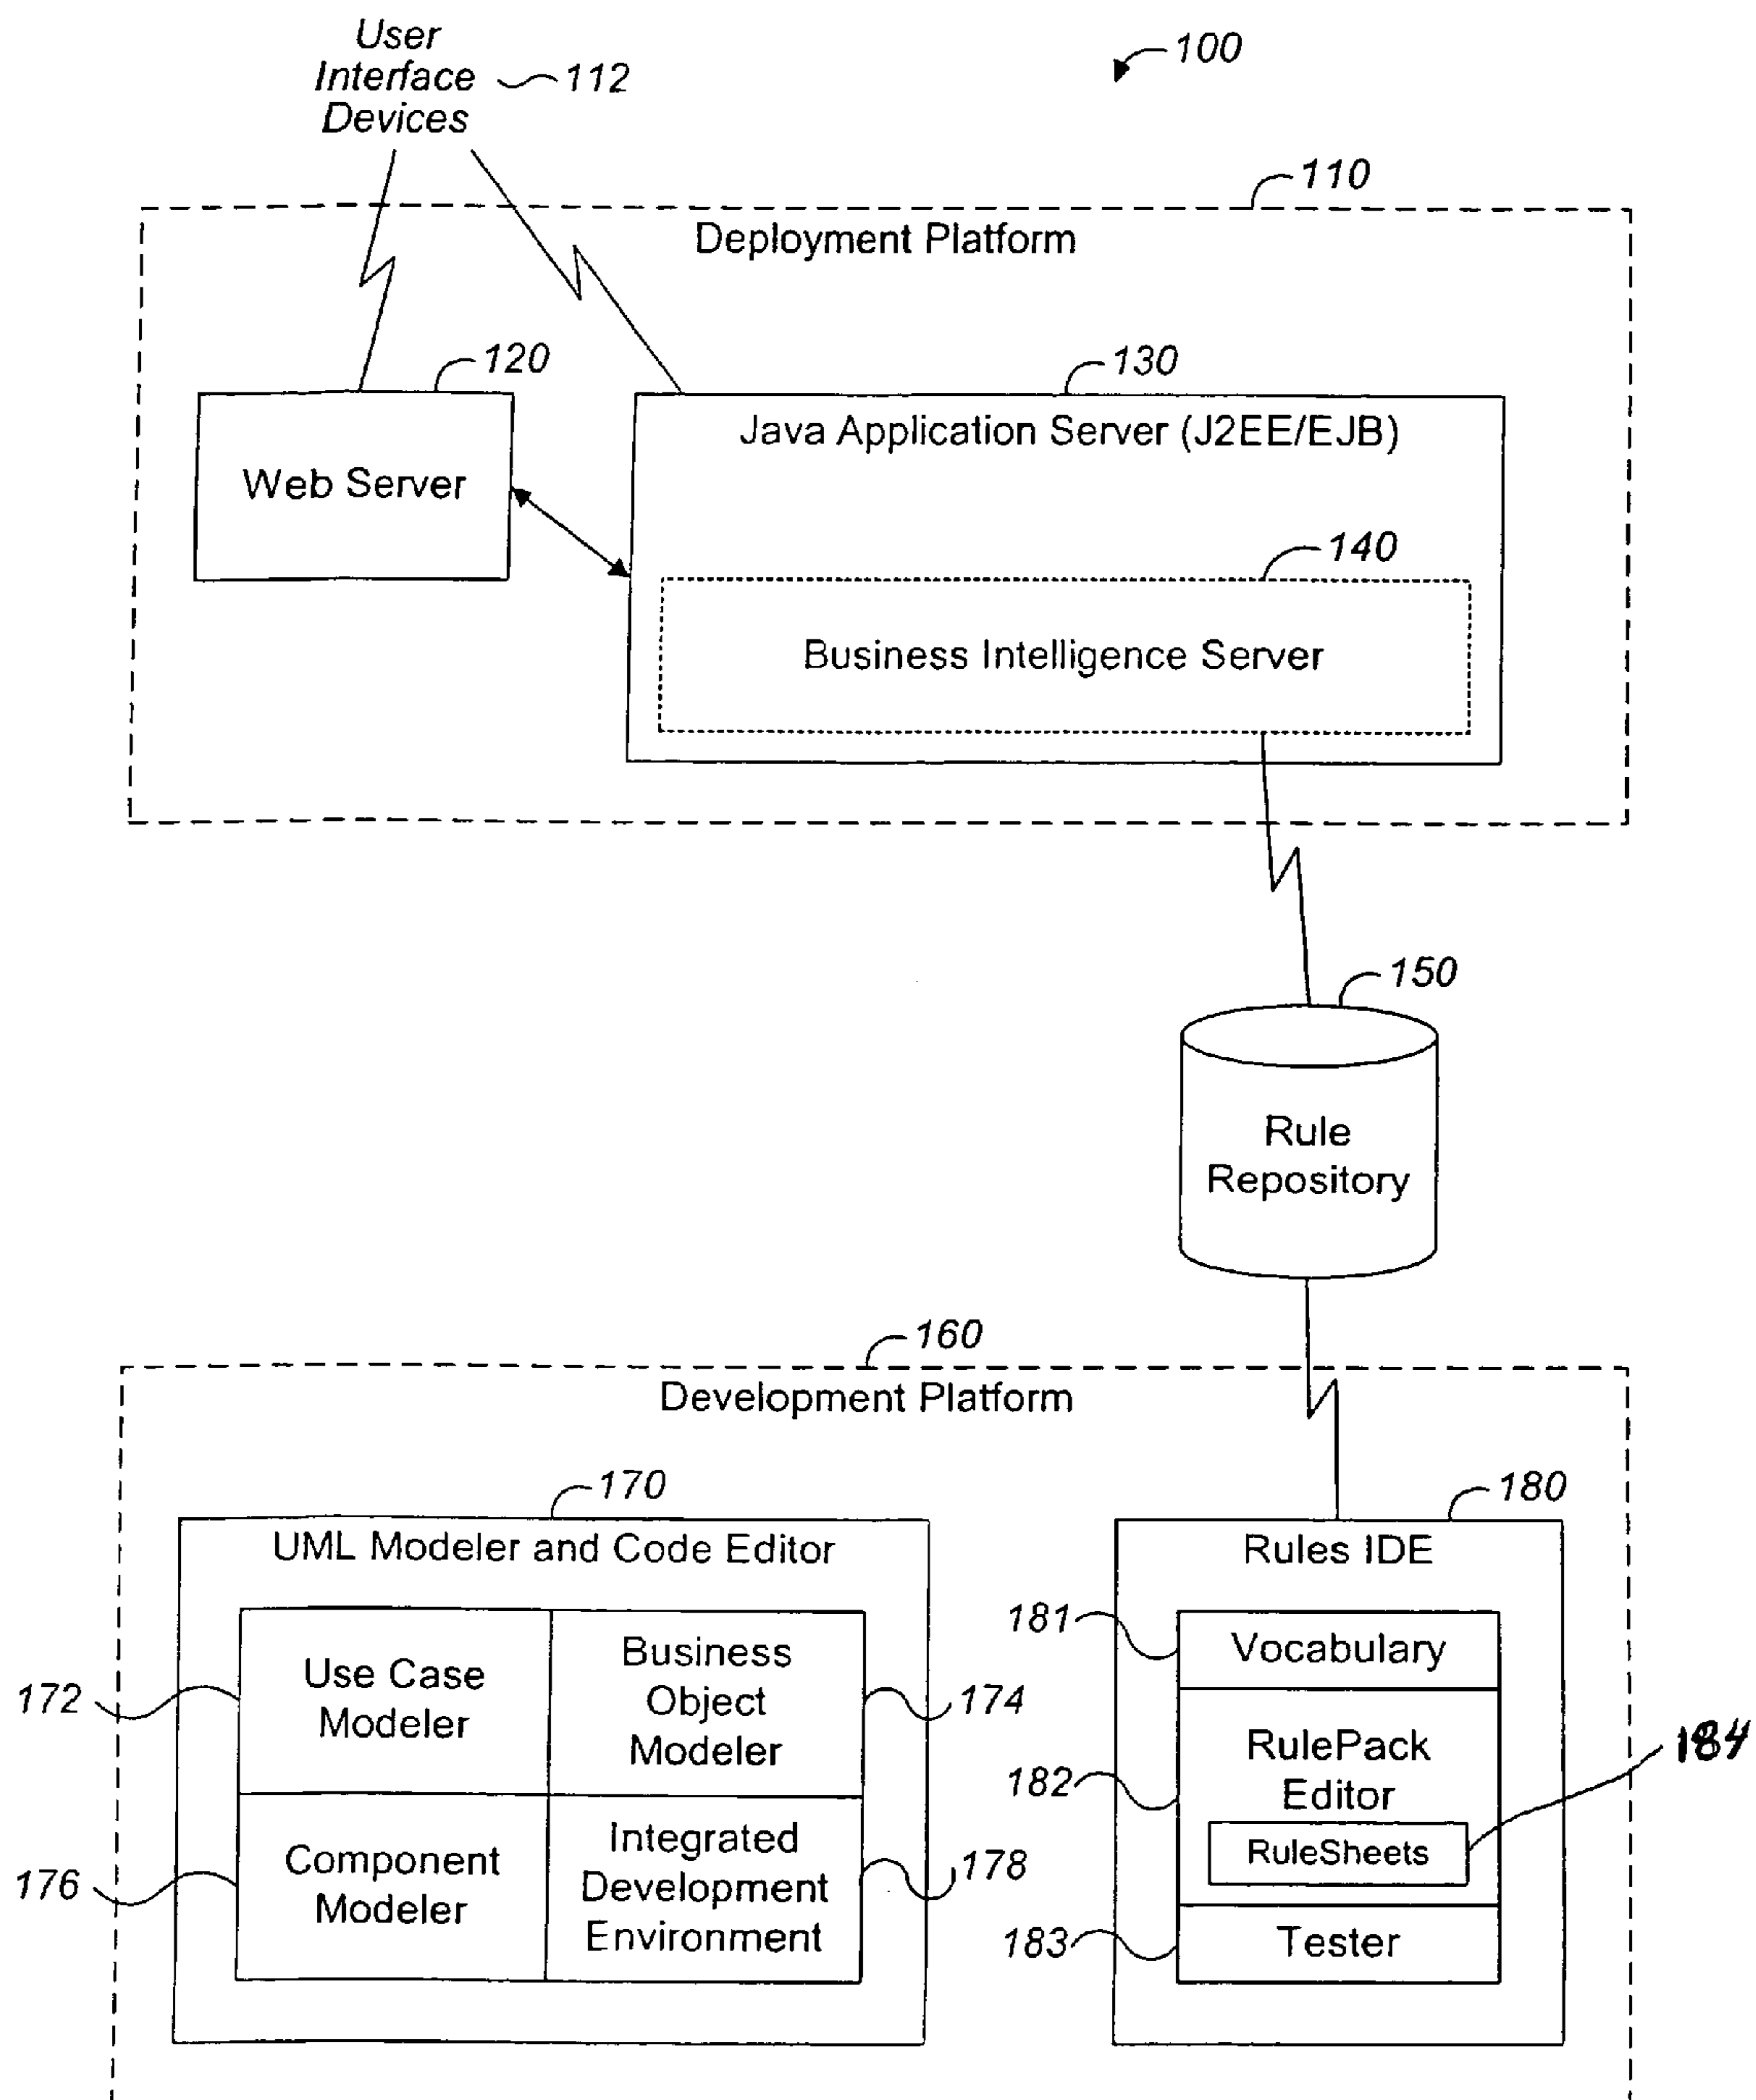 User
Interface
Devices
112
100
110
Deployment Platform
120
130
Web Server
Java Application Server (J2EE/EJB)
140
Business Intelligence Server
150
Rule
Repository
160
Development Platform
170
180
UML Modeler and Code Editor
Rules IDE
172
Use Case
Modeler
Business
Object
Modeler
174
176
Component
Modeler
Integrated
Development
Environment
178
181
Vocabulary
182
RulePack
Editor
RuleSheets
184
183
Tester